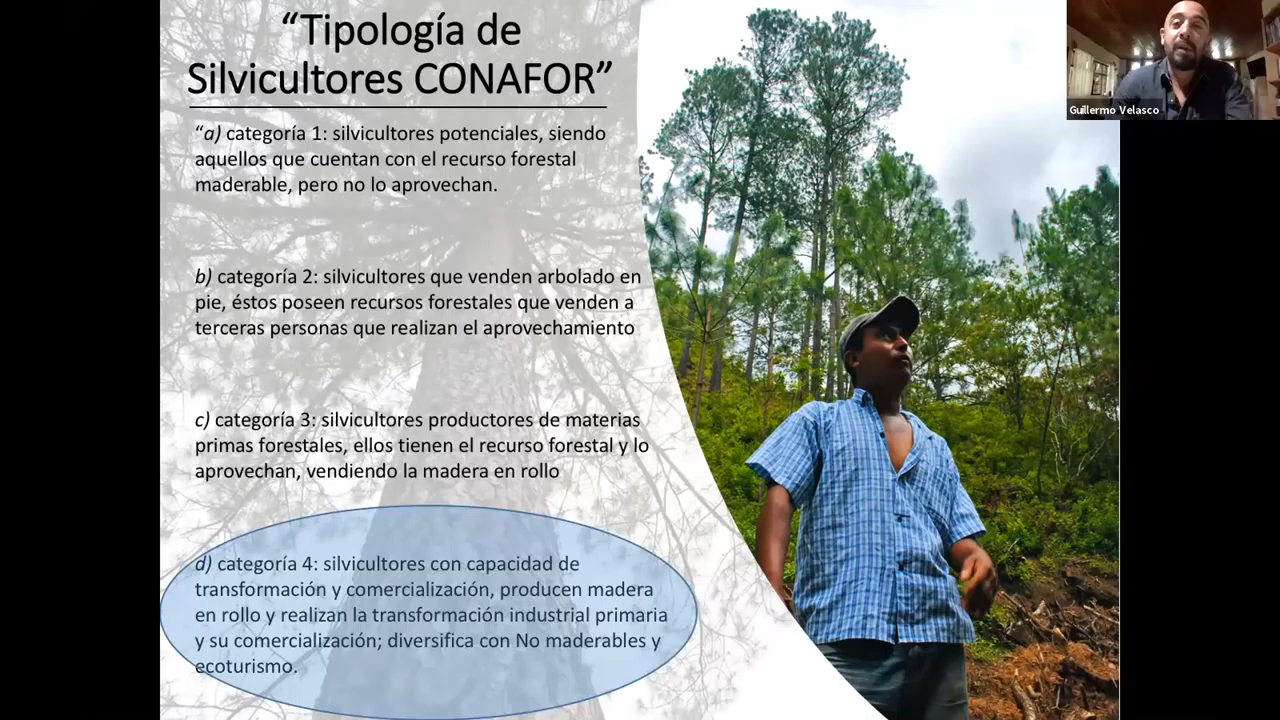 “Tipología de
Silvicultores CONAFOR”
“a) categoría 1: silvicultores potenciales, siendo
aquellos que cuentan con el recurso forestal
maderable, pero no lo aprovechan.
b) categoría 2: silvicultores que venden arbolado en
pie, éstos poseen recursos forestales que venden a
terceras personas que realizan el aprovechamiento
c) categoría 3: silvicultores productores de materias
primas forestales, ellos tienen el recurso forestal y lo
aprovechan, vendiendo la madera en rollo
d) categoría 4: silvicultores con capacidad de
transformación y comercialización, producen madera
en rollo y realizan la transformación industrial primaria
y su comercialización; diversifica con No maderables y
ecoturismo.
Guillermo Velasco